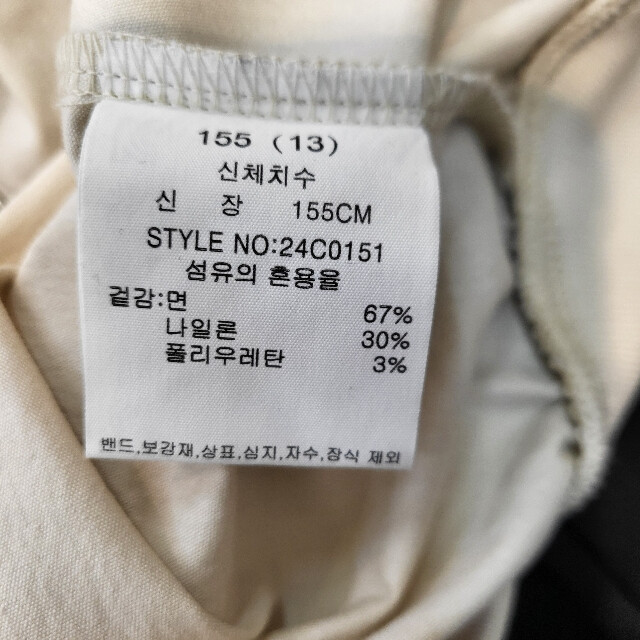 155 (13)
신체치수
신 장 155CM
STYLE NO:24C0151
섬유의 혼용율
겉감:면 67%
나일론 30%
폴리우레탄 3%
밴드,보강재,상표,심지,자수,장식 제외